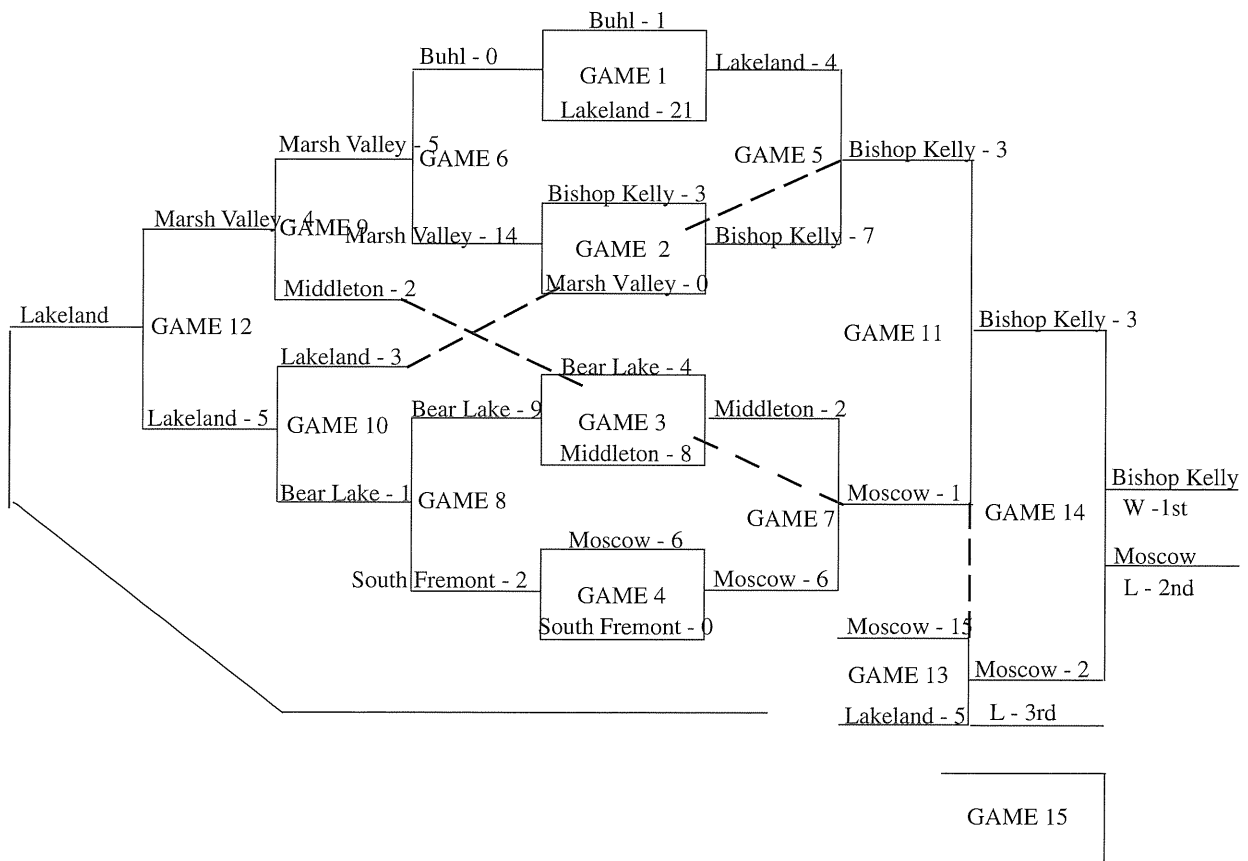 Buhl - 1
Buhl - 0
GAME 1
Lakeland - 4
Lakeland - 21
Marsh Valley - 5
GAME 6
GAME 5
Bishop Kelly - 3
Bishop Kelly - 3
Marsh Valley - 4
GAME 9
Marsh Valley - 14
GAME 2
Bishop Kelly - 7
Middleton - 2
Marsh Valley - 0
Lakeland
GAME 12
GAME 11
Bishop Kelly - 3
Lakeland - 3
Bear Lake - 4
Lakeland - 5
GAME 10
Bear Lake - 9
GAME 3
Middleton - 2
Middleton - 8
Bear Lake - 1
GAME 8
GAME 7
Moscow - 1
GAME 14
Bishop Kelly
W -1st
Moscow - 6
Moscow
L - 2nd
South Fremont - 2
GAME 4
Moscow - 6
South Fremont - 0
Moscow - 15
GAME 13
Moscow - 2
Lakeland - 5
L - 3rd
GAME 15